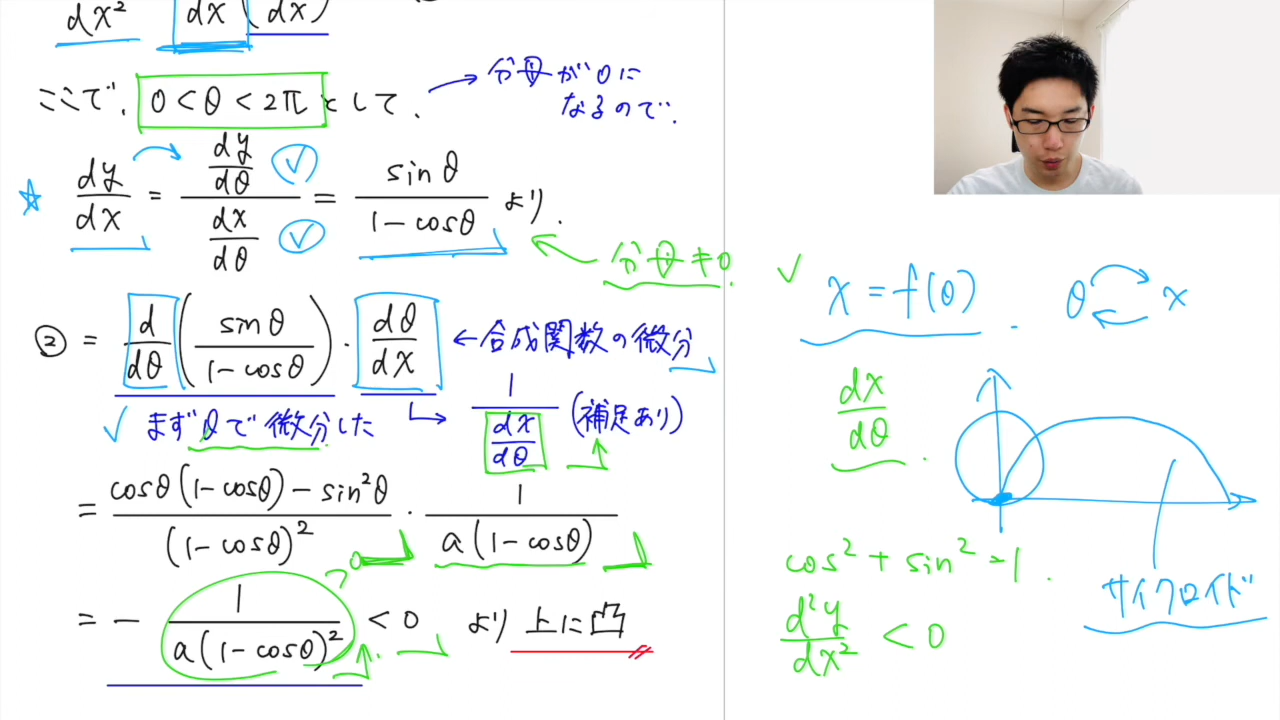 dx² dx (dx)
ここで、0<θ<2πとして、
→ 分母が0に
なるので、
☆ dy/dx = (dy/dθ)/(dx/dθ) = sinθ/(1-cosθ) より、
← 分母≠0.
② = d/dθ (sinθ/(1-cosθ)) · dθ/dx ← 合成関数の微分
✓ まずθで微分した → 1/(dx/dθ) (補足あり)
= (cosθ(1-cosθ)-sin²θ)/(1-cosθ)² · 1/(a(1-cosθ))
= - 1/(a(1-cosθ)²) < 0 より 上に凸
>0
✓ x = f(θ). θ ⇄ x
dx/dθ.
cos²+sin²=1.
サイクロイド
d²y/dx² < 0